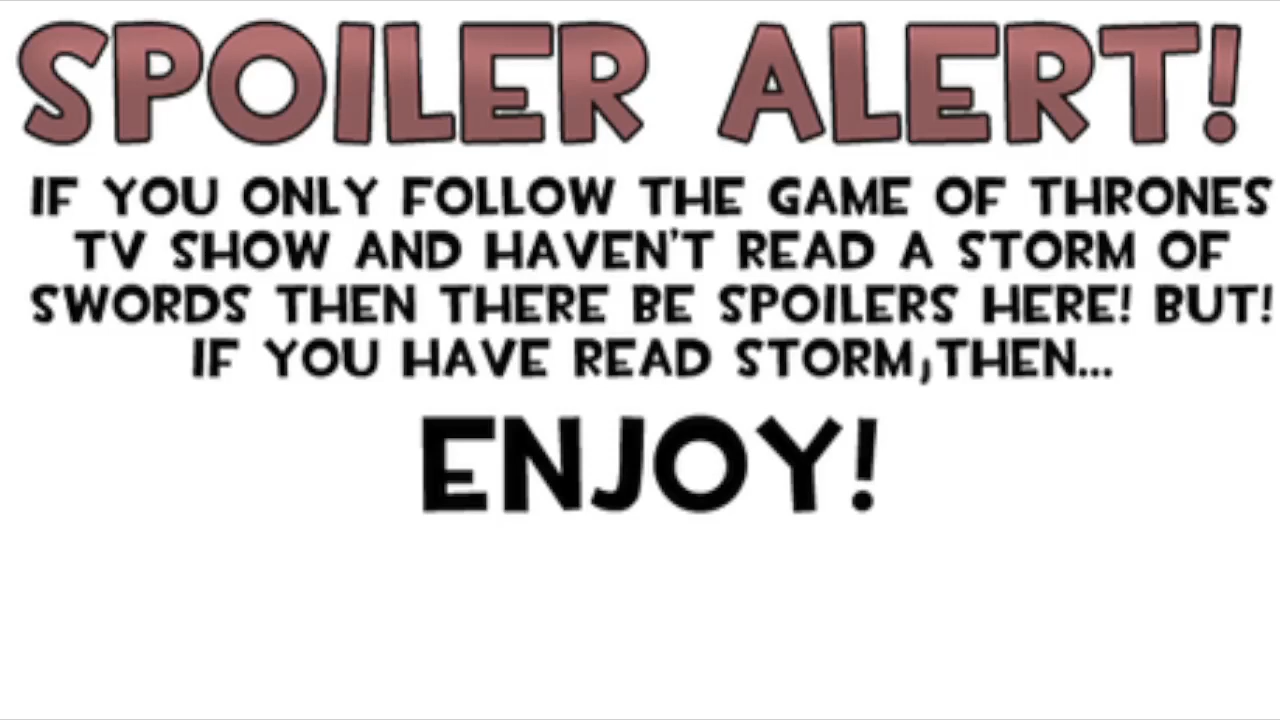 SPOILER ALERT!
IF YOU ONLY FOLLOW THE GAME OF THRONES
TV SHOW AND HAVEN'T READ A STORM OF
SWORDS THEN THERE BE SPOILERS HERE! BUT!
IF YOU HAVE READ STORM,THEN...
ENJOY!